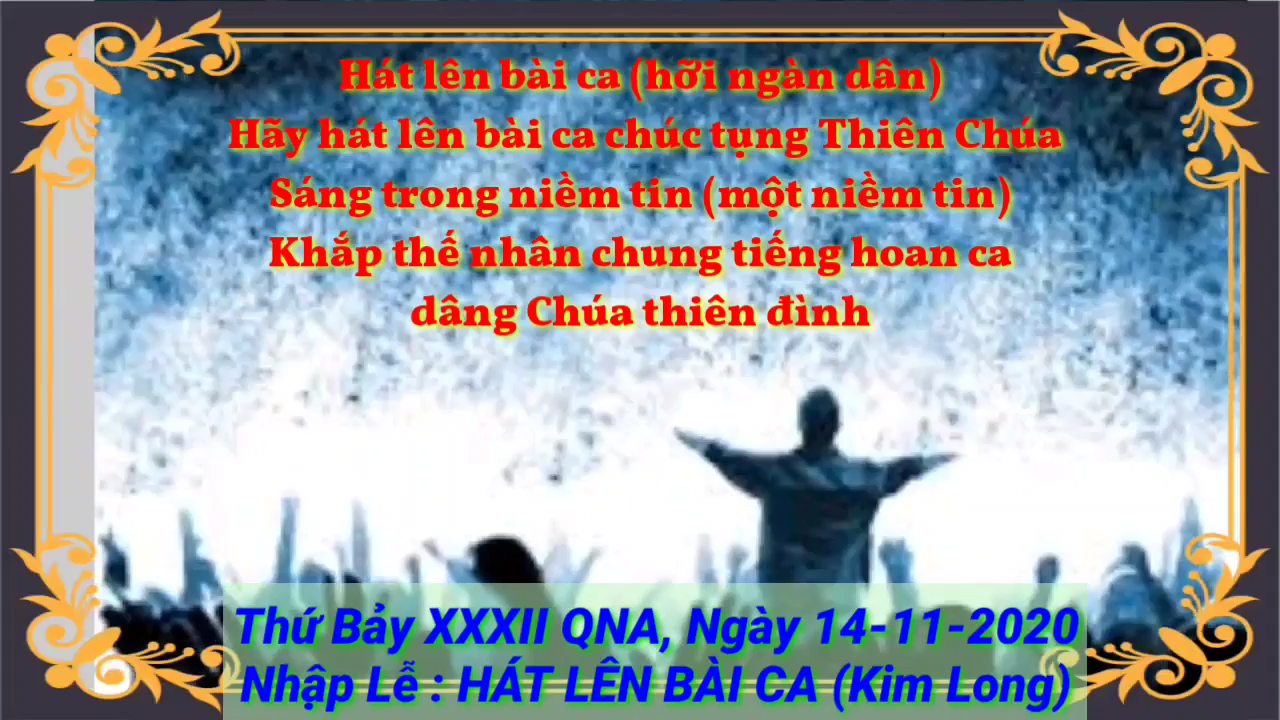 Hát lên bài ca (hỡi ngàn dân)
Hãy hát lên bài ca chúc tụng Thiên Chúa
Sáng trong niềm tin (một niềm tin)
Khắp thế nhân chung tiếng hoan ca
dâng Chúa thiên đình
Thứ Bảy XXXII QNA, Ngày 14-11-2020
Nhập Lễ : HÁT LÊN BÀI CA (Kim Long)